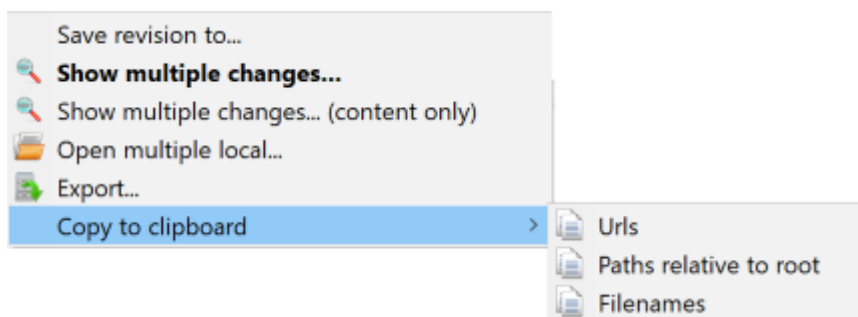 Save revision to...
Show multiple changes...
Show multiple changes... (content only)
Open multiple local...
Export...
Copy to clipboard
Urls
Paths relative to root
Filenames